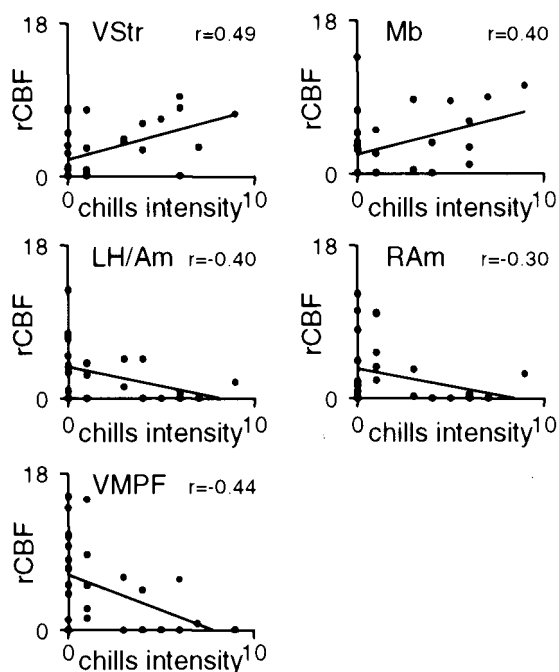 VStr r=0.49
18
rCBF
0
0 chills intensity 10
Mb r=0.40
18
rCBF
0
0 chills intensity 10
LH/Am r=-0.40
18
rCBF
0
0 chills intensity 10
RAm r=-0.30
18
rCBF
0
0 chills intensity 10
VMPF r=-0.44
18
rCBF
0
0 chills intensity 10